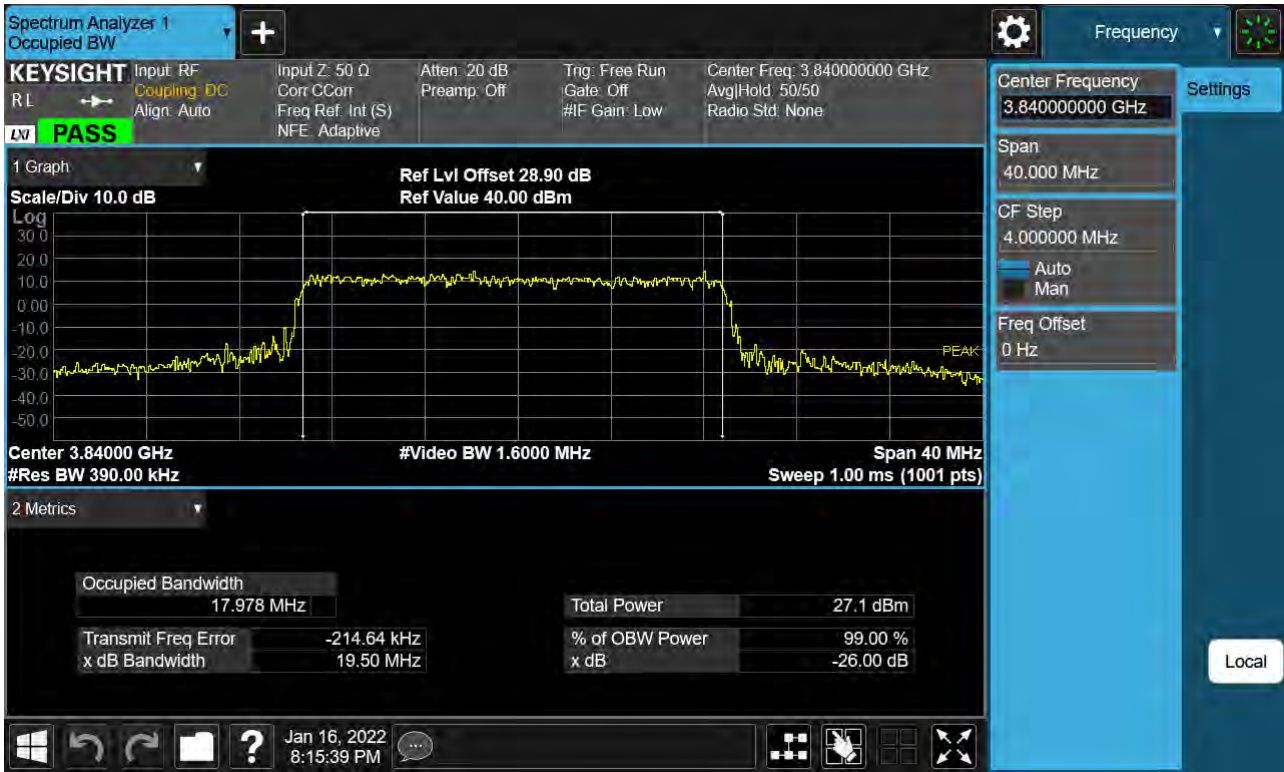 Spectrum Analyzer 1
Occupied BW
+
Frequency
KEYSIGHT
RL
LXI
PASS
Input: RF
Coupling: DC
Align: Auto
Input Z: 50 Ω
Corr CCorr
Freq Ref: Int (S)
NFE: Adaptive
Atten: 20 dB
Preamp: Off
Trig: Free Run
Gate: Off
#IF Gain: Low
Center Freq: 3.840000000 GHz
Avg|Hold: 50/50
Radio Std: None
Center Frequency
3.840000000 GHz
Settings
Span
40.000 MHz
CF Step
4.000000 MHz
Auto
Man
Freq Offset
0 Hz
1 Graph
Scale/Div 10.0 dB
Ref Lvl Offset 28.90 dB
Ref Value 40.00 dBm
Log
30.0
20.0
10.0
0.00
-10.0
-20.0
-30.0
-40.0
-50.0
PEAK
Center 3.84000 GHz
#Video BW 1.6000 MHz
Span 40 MHz
#Res BW 390.00 kHz
Sweep 1.00 ms (1001 pts)
2 Metrics
Occupied Bandwidth
17.978 MHz
Total Power 27.1 dBm
Transmit Freq Error -214.64 kHz
% of OBW Power 99.00 %
x dB Bandwidth 19.50 MHz
x dB -26.00 dB
Local
?
Jan 16, 2022
8:15:39 PM